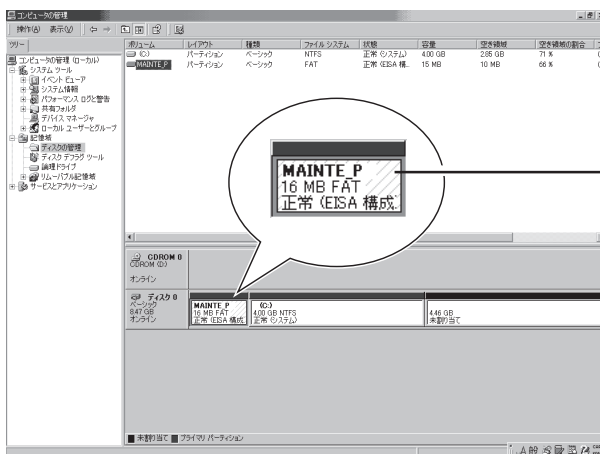 コンピュータの管理
操作(A) 表示(V)
ツリー
コンピュータの管理 (ローカル)
システム ツール
イベント ビューア
システム情報
パフォーマンス ログと警告
共有フォルダ
デバイス マネージャ
ローカル ユーザーとグループ
記憶域
ディスクの管理
ディスク デフラグ ツール
論理ドライブ
リムーバブル記憶域
サービスとアプリケーション
ボリューム レイアウト 種類 ファイル システム 状態 容量 空き領域 空き領域の割合
(C:) パーティション ベーシック NTFS 正常 (システム) 4.00 GB 2.85 GB 71 %
MAINTE_P パーティション ベーシック FAT 正常 (EISA 構... 15 MB 10 MB 66 %
MAINTE_P
16 MB FAT
正常 (EISA 構成
CDROM 0
CDROM (D:)
オンライン
ディスク 0
ベーシック
8.47 GB
オンライン
MAINTE P
16 MB FAT
正常 (EISA 構成
(C:)
4.00 GB NTFS
正常 (システム)
4.46 GB
未割り当て
未割り当て プライマリ パーティション
A 般